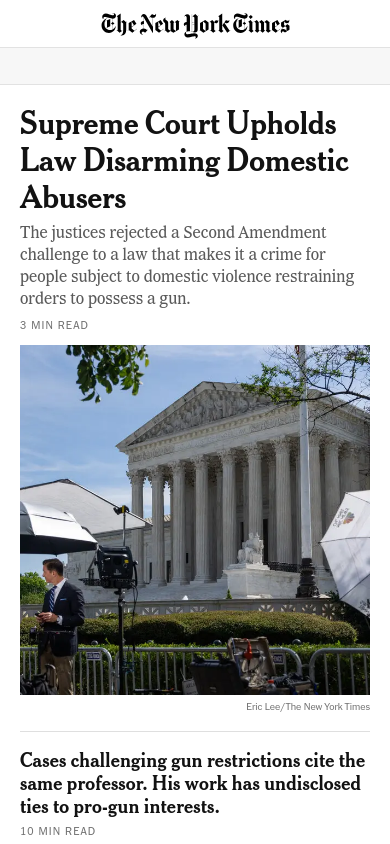 The New York Times
Supreme Court Upholds
Law Disarming Domestic
Abusers
The justices rejected a Second Amendment
challenge to a law that makes it a crime for
people subject to domestic violence restraining
orders to possess a gun.
3 MIN READ
Eric Lee/The New York Times
Cases challenging gun restrictions cite the
same professor. His work has undisclosed
ties to pro-gun interests.
10 MIN READ